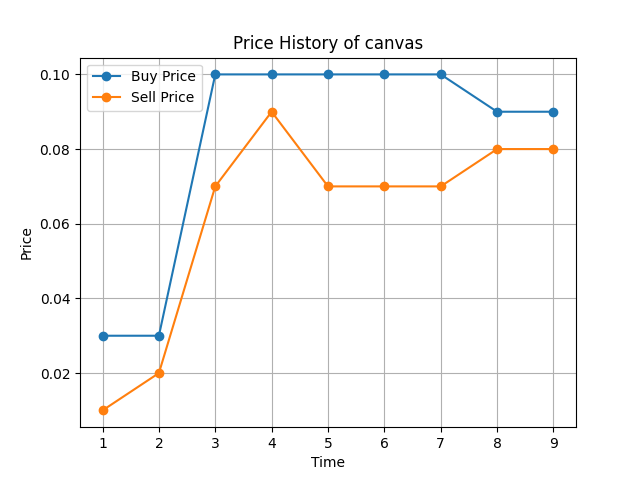 Price History of canvas
Buy Price
Sell Price
0.10
0.08
0.06
0.04
0.02
Price
1 2 3 4 5 6 7 8 9
Time